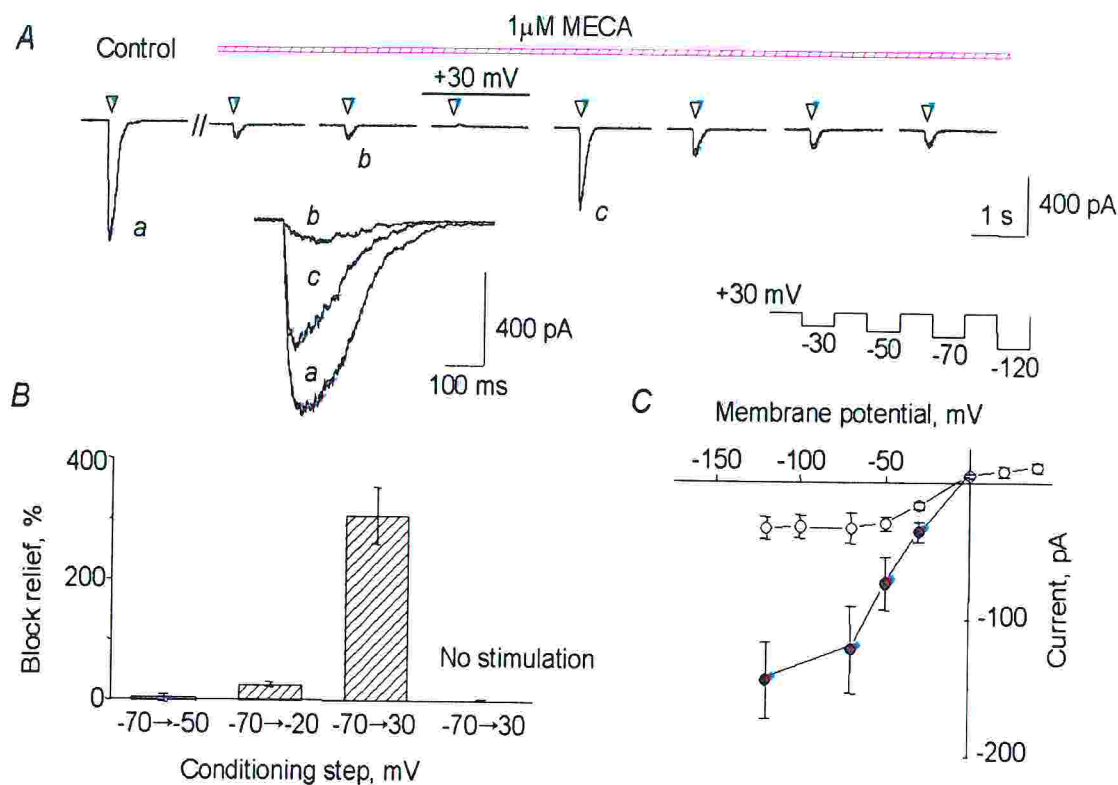 A
1μM MECA
Control
+30 mV
//
a
b
c
1 s
400 pA
b
c
a
400 pA
100 ms
+30 mV
-30
-50
-70
-120
B
Block relief, %
400
200
0
No stimulation
-70→-50
-70→-20
-70→30
-70→30
Conditioning step, mV
C
Membrane potential, mV
-150
-100
-50
-100
-200
Current, pA